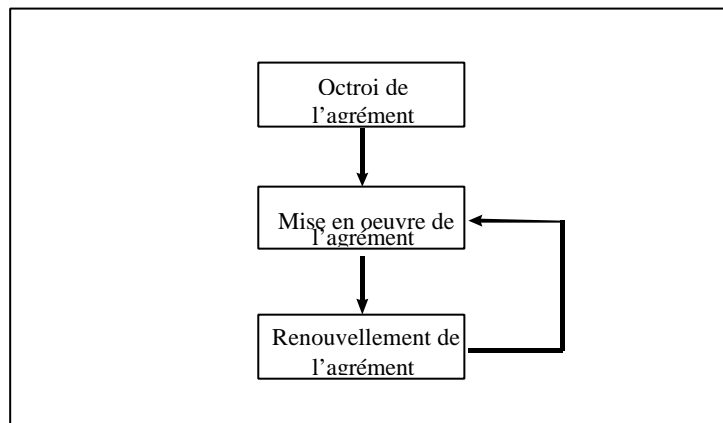 Octroi de
l’agrément
Mise en oeuvre de
l’agrément
Renouvellement de
l’agrément